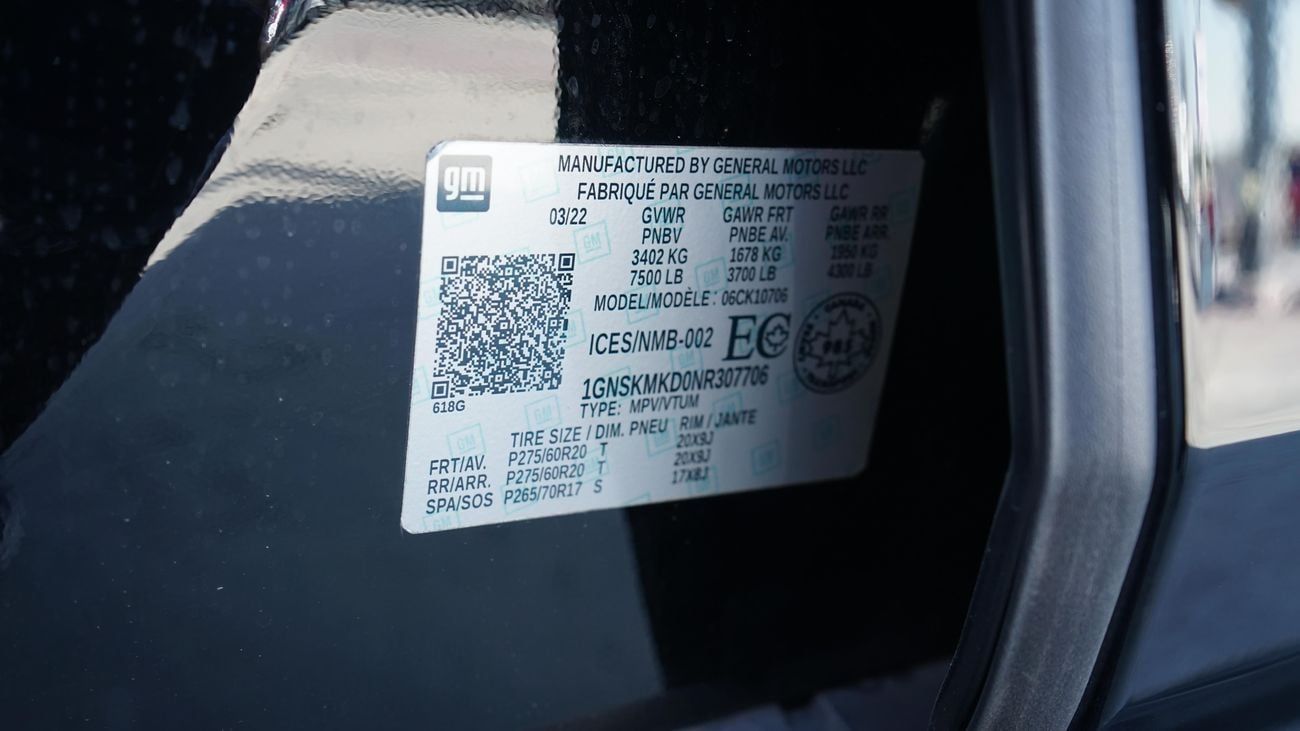 gm
MANUFACTURED BY GENERAL MOTORS LLC
FABRIQUÉ PAR GENERAL MOTORS LLC
03/22 GVWR GAWR FRT GAWR RR
PNBV PNBE AV. PNBE ARR.
3402 KG 1678 KG 1950 KG
7500 LB 3700 LB 4300 LB
MODEL/MODÈLE : 06CK10706
ICES/NMB-002 EC
1GNSKMKD0NR307706
TYPE: MPV/VTUM
618G
TIRE SIZE / DIM. PNEU RIM / JANTE
FRT/AV. P275/60R20 T 20X9J
RR/ARR. P275/60R20 T 20X9J
SPA/SOS P265/70R17 S 17X8J